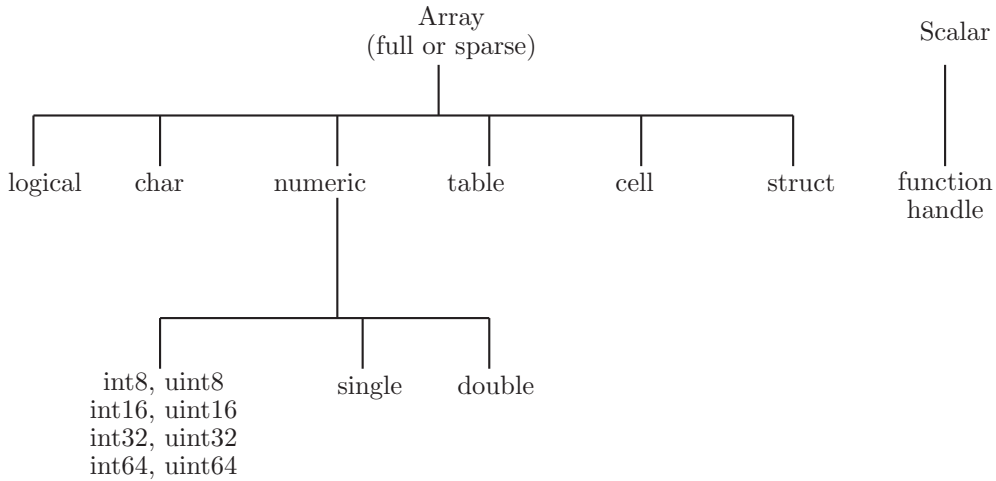 Array
(full or sparse)
Scalar
logical
char
numeric
table
cell
struct
function
handle
int8, uint8
int16, uint16
int32, uint32
int64, uint64
single
double